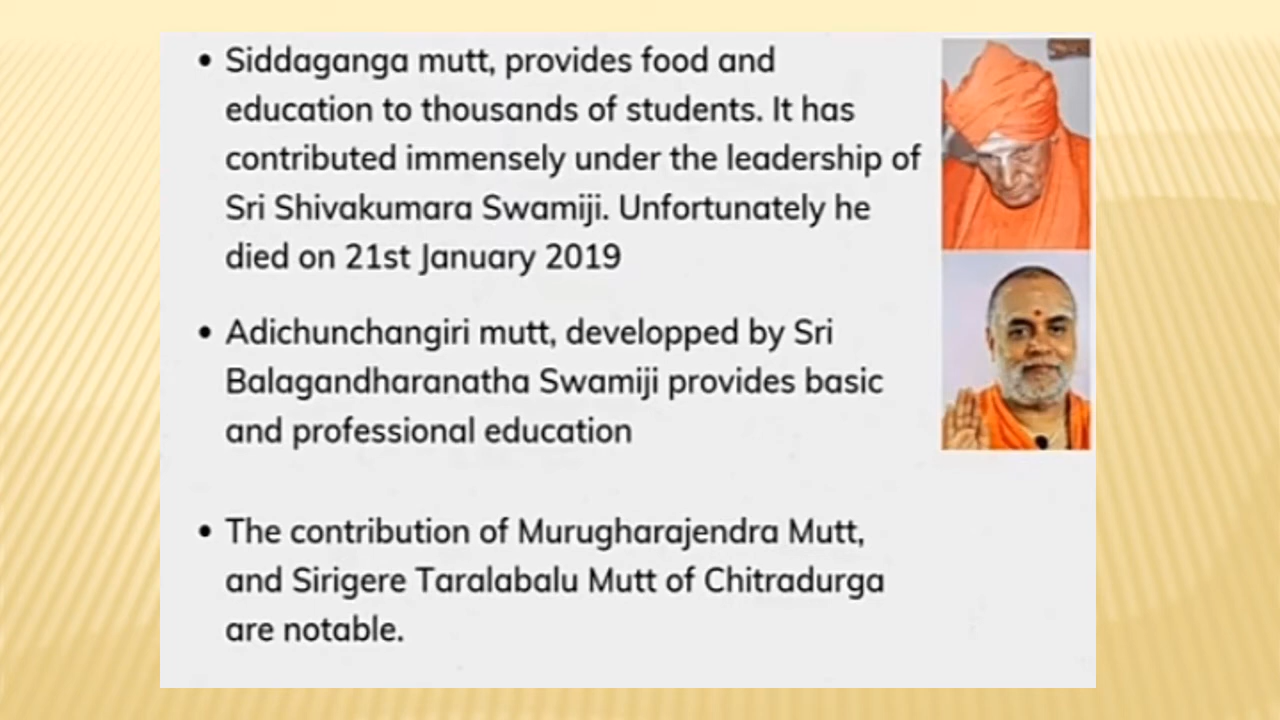 • Siddaganga mutt, provides food and
education to thousands of students. It has
contributed immensely under the leadership of
Sri Shivakumara Swamiji. Unfortunately he
died on 21st January 2019
• Adichunchangiri mutt, developped by Sri
Balagandharanatha Swamiji provides basic
and professional education
• The contribution of Murugharajendra Mutt,
and Sirigere Taralabalu Mutt of Chitradurga
are notable.